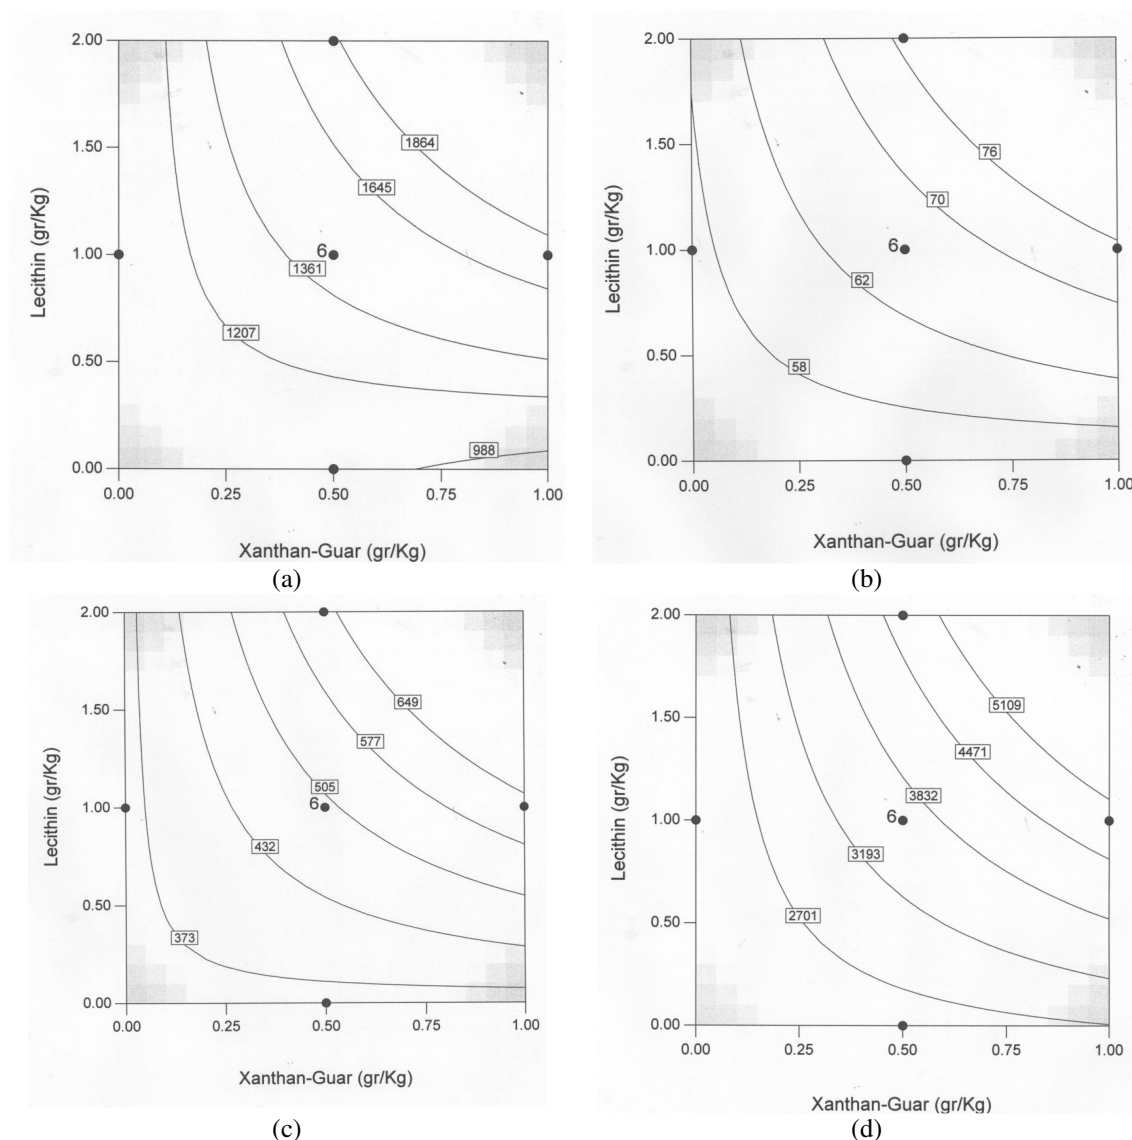 2.00
1864
1.50
1645
6
1.00
1361
1207
0.50
988
0.00
0.00 0.25 0.50 0.75 1.00
Lecithin (gr/Kg)
Xanthan-Guar (gr/Kg)
(a)
2.00
76
1.50
70
6
1.00
62
0.50
58
0.00
0.00 0.25 0.50 0.75 1.00
Lecithin (gr/Kg)
Xanthan-Guar (gr/Kg)
(b)
2.00
649
1.50
577
505
6
1.00
432
0.50
373
0.00
0.00 0.25 0.50 0.75 1.00
Lecithin (gr/Kg)
Xanthan-Guar (gr/Kg)
(c)
2.00
5109
1.50
4471
3832
6
1.00
3193
0.50
2701
0.00
0.00 0.25 0.50 0.75 1.00
Lecithin (gr/Kg)
Xanthan-Guar (gr/Kg)
(d)